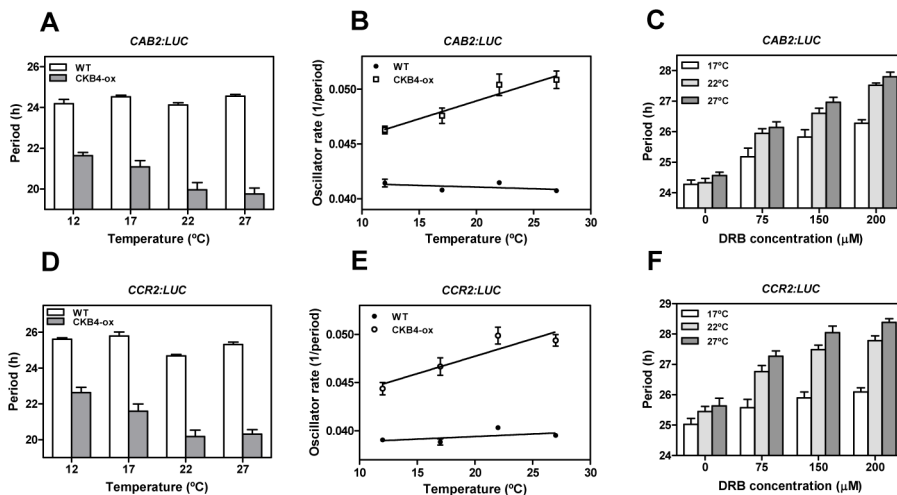 A
CAB2:LUC
WT
CKB4-ox
Period (h)
26
24
22
20
12
17
22
27
Temperature (ºC)
B
CAB2:LUC
WT
CKB4-ox
Oscillator rate (1/period)
0.050
0.045
0.040
10
15
20
25
30
Temperature (ºC)
C
CAB2:LUC
17ºC
22ºC
27ºC
Period (h)
28
27
26
25
24
0
75
150
200
DRB concentration (μM)
D
CCR2:LUC
WT
CKB4-ox
Period (h)
26
24
22
20
12
17
22
27
Temperature (ºC)
E
CCR2:LUC
WT
CKB4-ox
Oscillator rate (1/period)
0.050
0.045
0.040
10
15
20
25
30
Temperature (ºC)
F
CCR2:LUC
17ºC
22ºC
27ºC
Period (h)
29
28
27
26
25
24
0
75
150
200
DRB concentration (μM)